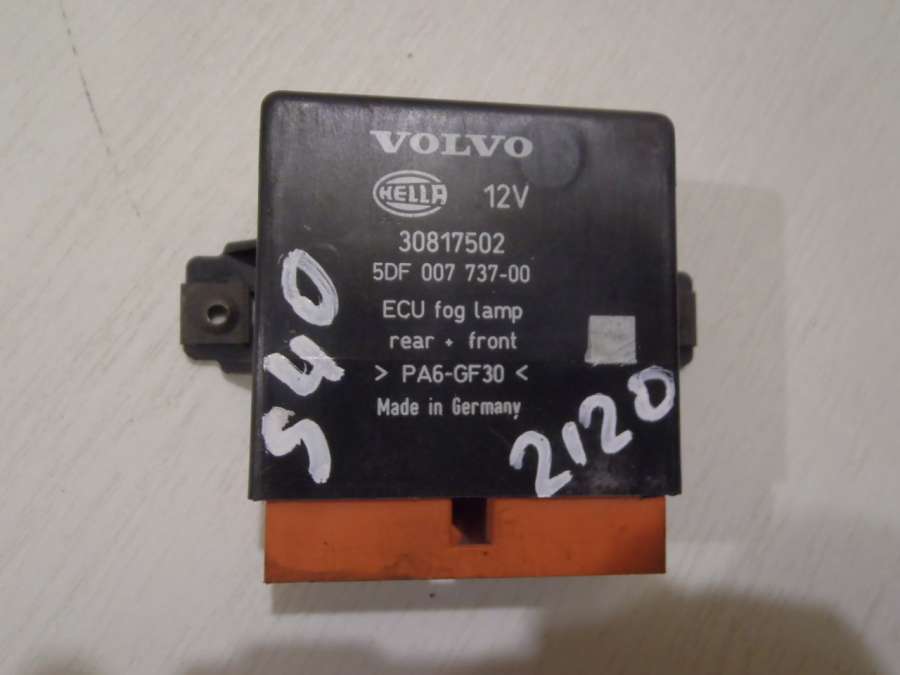 VOLVO
HELLA 12V
30817502
5DF 007 737-00
ECU fog lamp
rear + front
> PA6-GF30 <
Made in Germany
S40
2120